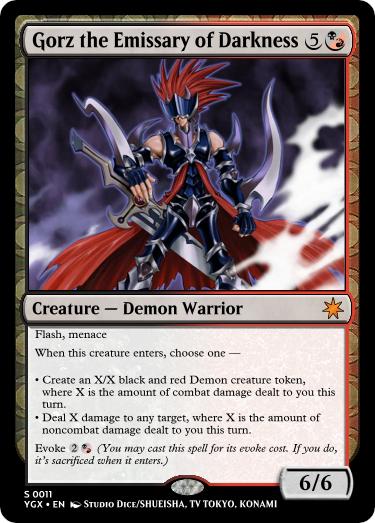 Gorz the Emissary of Darkness 5
Creature — Demon Warrior
Flash, menace
When this creature enters, choose one —
• Create an X/X black and red Demon creature token,
where X is the amount of combat damage dealt to you this
turn.
• Deal X damage to any target, where X is the amount of
noncombat damage dealt to you this turn.
Evoke 2 (You may cast this spell for its evoke cost. If you do,
it's sacrificed when it enters.)
6/6
S 0011
YGX • EN Studio Dice/SHUEISHA, TV TOKYO, KONAMI